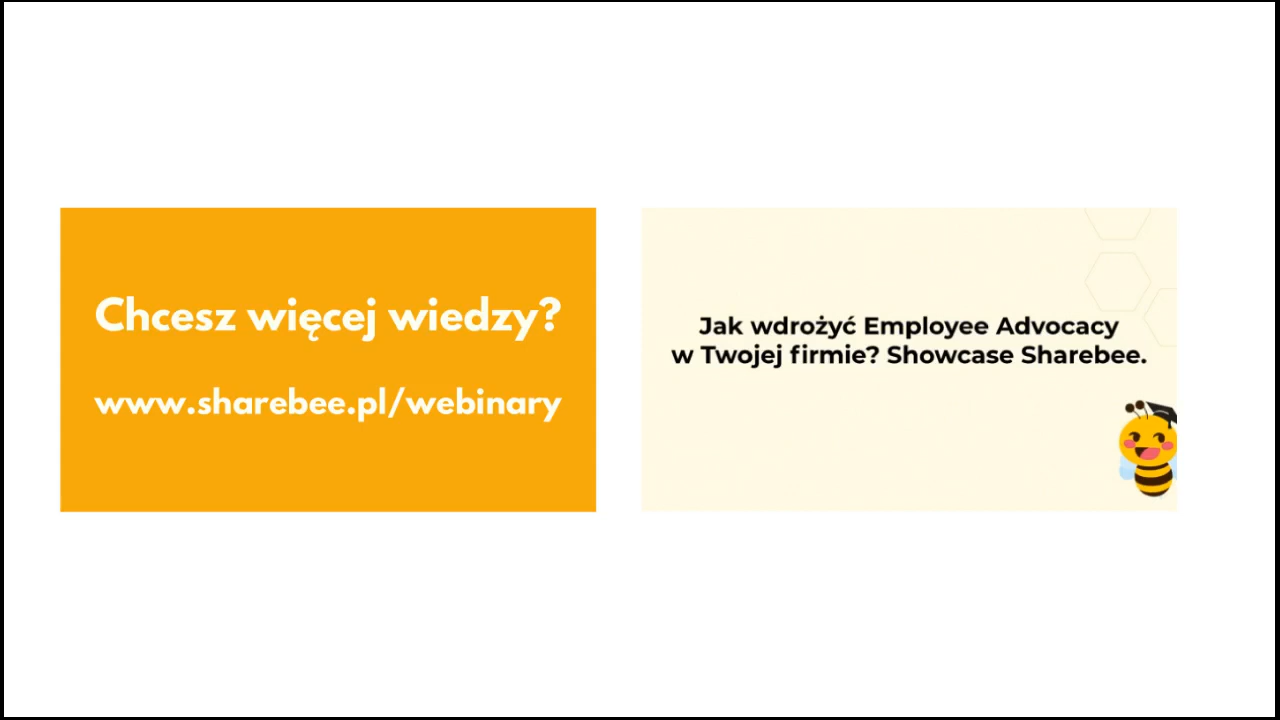 Chcesz więcej wiedzy?
www.sharebee.pl/webinary
Jak wdrożyć Employee Advocacy
w Twojej firmie? Showcase Sharebee.